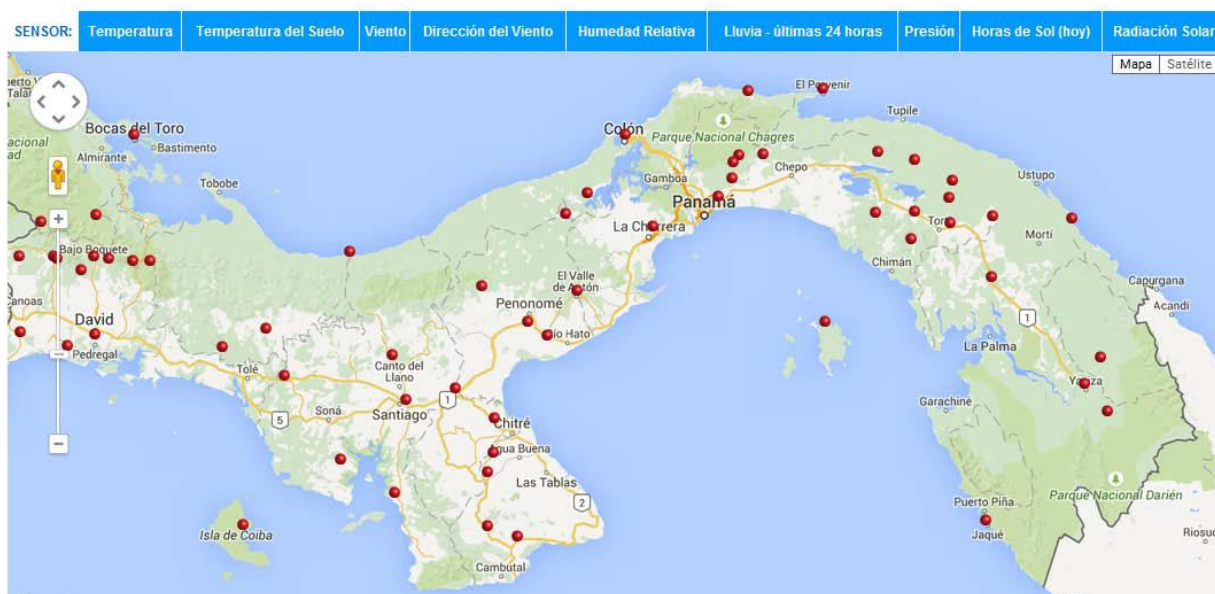 SENSOR: Temperatura Temperatura del Suelo Viento Dirección del Viento Humedad Relativa Lluvia - últimas 24 horas Presión Horas de Sol (hoy) Radiación Solar
Mapa Satélite
El Porvenir
Tupile
Bocas del Toro
Colón
Parque Nacional Chagres
Almirante
Bastimento
Chepo
Gamboa
Ustupo
Tobobe
Panamá
La Chorrera
Mortí
Bajo Boquete
Chimán
Capurgana
El Valle
de Antón
Acandí
Canoas
Penonomé
David
Río Hato
1
La Palma
Pedregal
Canto del
Llano
Tolé
Yaviza
Garachiné
1
Soná
Santiago
5
Chitré
Agua Buena
Las Tablas
Parque Nacional Darién
2
Puerto Piña
Isla de Coiba
Jaqué
Cambutal